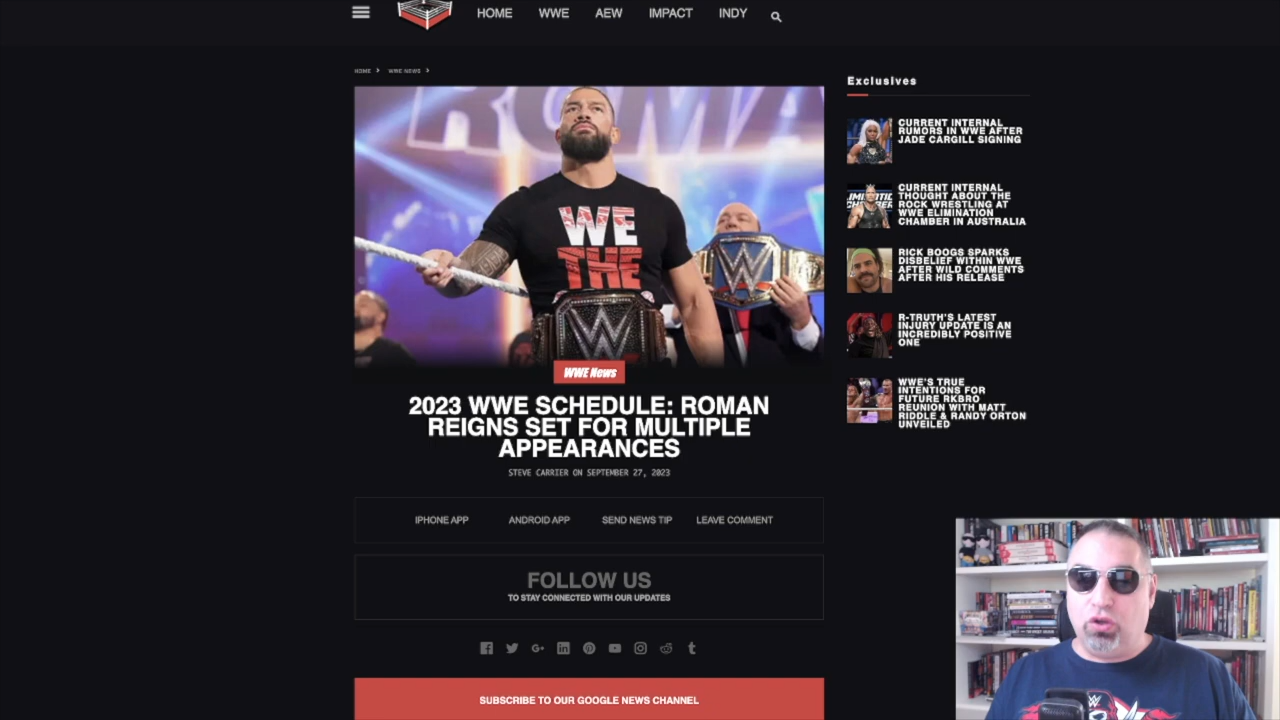 HOME WWE AEW IMPACT INDY
HOME > WWE NEWS >
ROMA
WE
THE
WWE News
2023 WWE SCHEDULE: ROMAN
REIGNS SET FOR MULTIPLE
APPEARANCES
STEVE CARRIER ON SEPTEMBER 27, 2023
IPHONE APP ANDROID APP SEND NEWS TIP LEAVE COMMENT
FOLLOW US
TO STAY CONNECTED WITH OUR UPDATES
SUBSCRIBE TO OUR GOOGLE NEWS CHANNEL
Exclusives
CURRENT INTERNAL
RUMORS IN WWE AFTER
JADE CARGILL SIGNING
CURRENT INTERNAL
THOUGHT ABOUT THE
ROCK WRESTLING AT
WWE ELIMINATION
CHAMBER IN AUSTRALIA
RICK BOOGS SPARKS
DISBELIEF WITHIN WWE
AFTER WILD COMMENTS
AFTER HIS RELEASE
R-TRUTH'S LATEST
INJURY UPDATE IS AN
INCREDIBLY POSITIVE
ONE
WWE'S TRUE
INTENTIONS FOR
FUTURE RKBRO
REUNION WITH MATT
RIDDLE & RANDY ORTON
UNVEILED